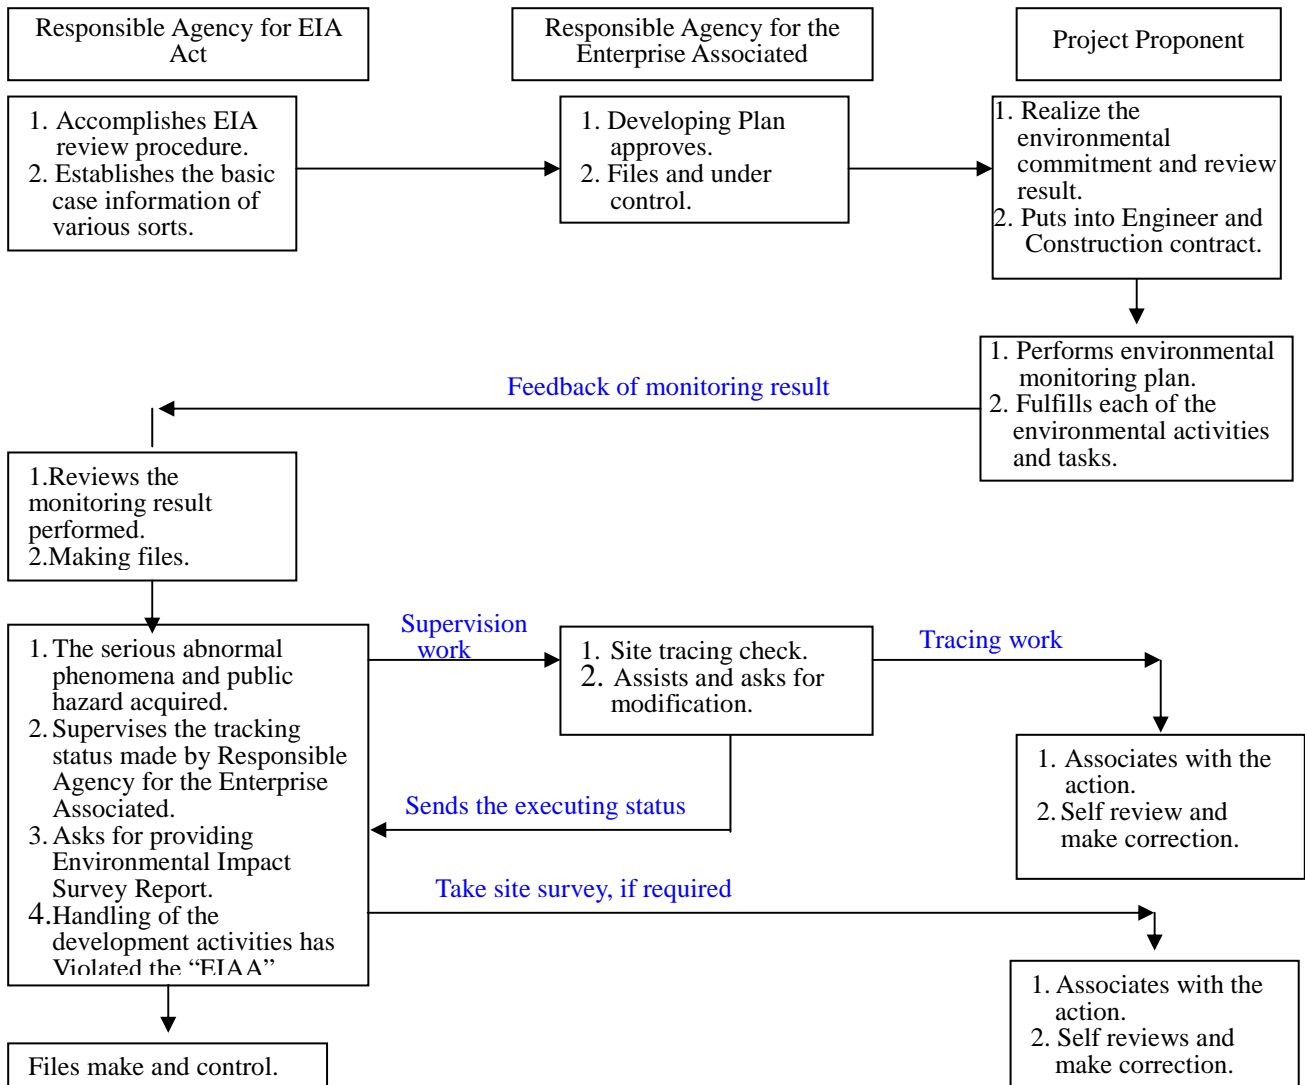 Responsible Agency for EIA
Act
Responsible Agency for the
Enterprise Associated
Project Proponent
1. Accomplishes EIA
review procedure.
2. Establishes the basic
case information of
various sorts.
1. Developing Plan
approves.
2. Files and under
control.
1. Realize the
environmental
commitment and review
result.
2. Puts into Engineer and
Construction contract.
1. Performs environmental
monitoring plan.
2. Fulfills each of the
environmental activities
and tasks.
Feedback of monitoring result
1.Reviews the
monitoring result
performed.
2.Making files.
1. The serious abnormal
phenomena and public
hazard acquired.
2. Supervises the tracking
status made by Responsible
Agency for the Enterprise
Associated.
3. Asks for providing
Environmental Impact
Survey Report.
4.Handling of the
development activities has
Violated the “EIAA”
Supervision
work
1. Site tracing check.
2. Assists and asks for
modification.
Tracing work
1. Associates with the
action.
2. Self review and
make correction.
Sends the executing status
Take site survey, if required
1. Associates with the
action.
2. Self reviews and
make correction.
Files make and control.